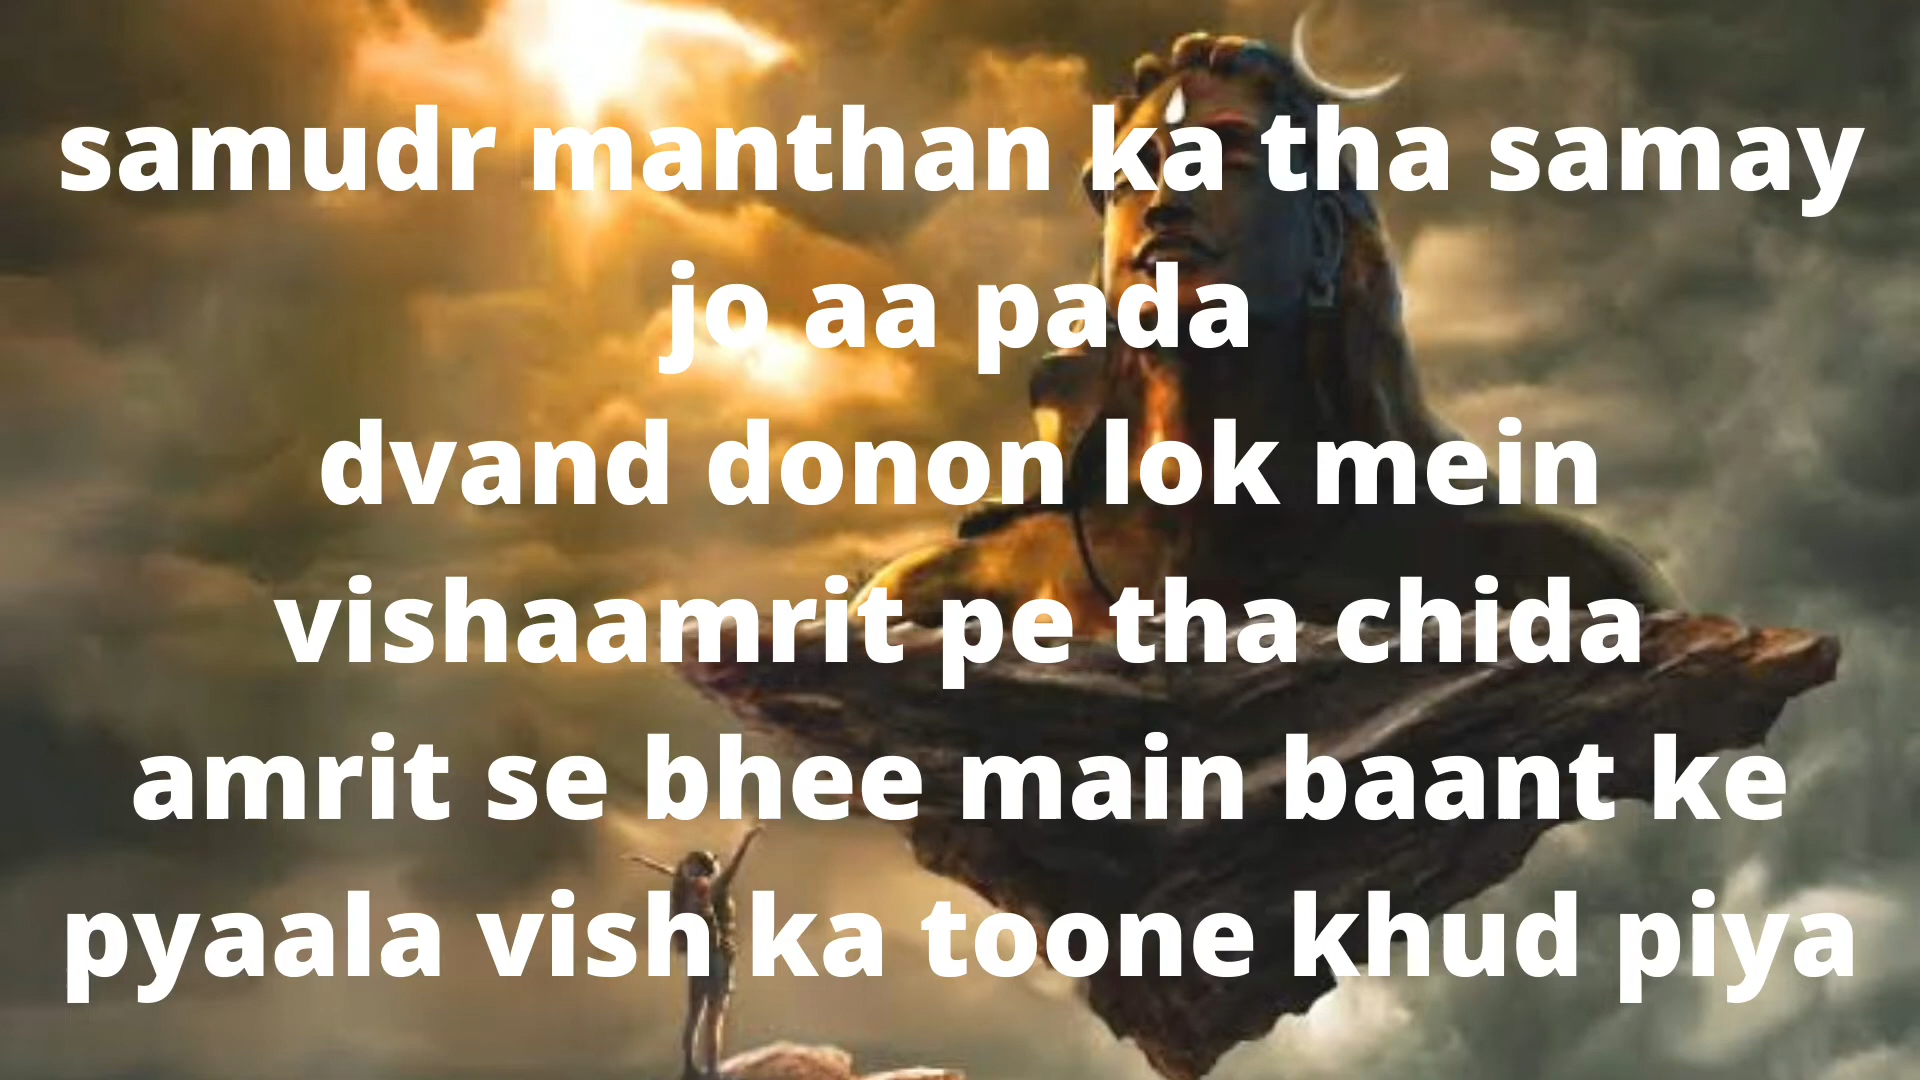 samudr manthan ka tha samay
jo aa pada
dvand donon lok mein
vishaamrit pe tha chida
amrit se bhee main baant ke
pyaala vish ka toone khud piya